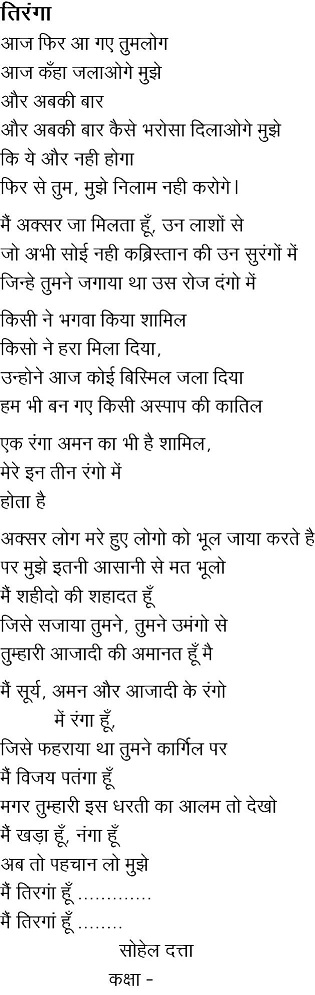 तिरंगा
आज फिर आ गए तुमलोग
आज कँहा जलाओगे मुझे
और अबकी बार
और अबकी बार कैसे भरोसा दिलाओगे मुझे
कि ये और नही होगा
फिर से तुम, मुझे निलाम नही करोगे।
मैं अक्सर जा मिलता हूँ, उन लाशों से
जो अभी सोई नही कब्रिस्तान की उन सुरंगों में
जिन्हे तुमने जगाया था उस रोज दंगो में
किसी ने भगवा किया शामिल
किसो ने हरा मिला दिया,
उन्होने आज कोई बिस्मिल जला दिया
हम भी बन गए किसी अस्पाप की कातिल
एक रंगा अमन का भी है शामिल,
मेरे इन तीन रंगो में
होता है
अक्सर लोग मरे हुए लोगो को भूल जाया करते है
पर मुझे इतनी आसानी से मत भूलो
मैं शहीदो की शहादत हूँ
जिसे सजाया तुमने, तुमने उमंगो से
तुम्हारी आजादी की अमानत हूँ मै
मैं सूर्य, अमन और आजादी के रंगो
में रंगा हूँ,
जिसे फहराया था तुमने कार्गिल पर
मैं विजय पतंगा हूँ
मगर तुम्हारी इस धरती का आलम तो देखो
मैं खड़ा हूँ, नंगा हूँ
अब तो पहचान लो मुझे
मैं तिरगां हूँ .............
मैं तिरगां हूँ ........
सोहेल दत्ता
कक्षा -